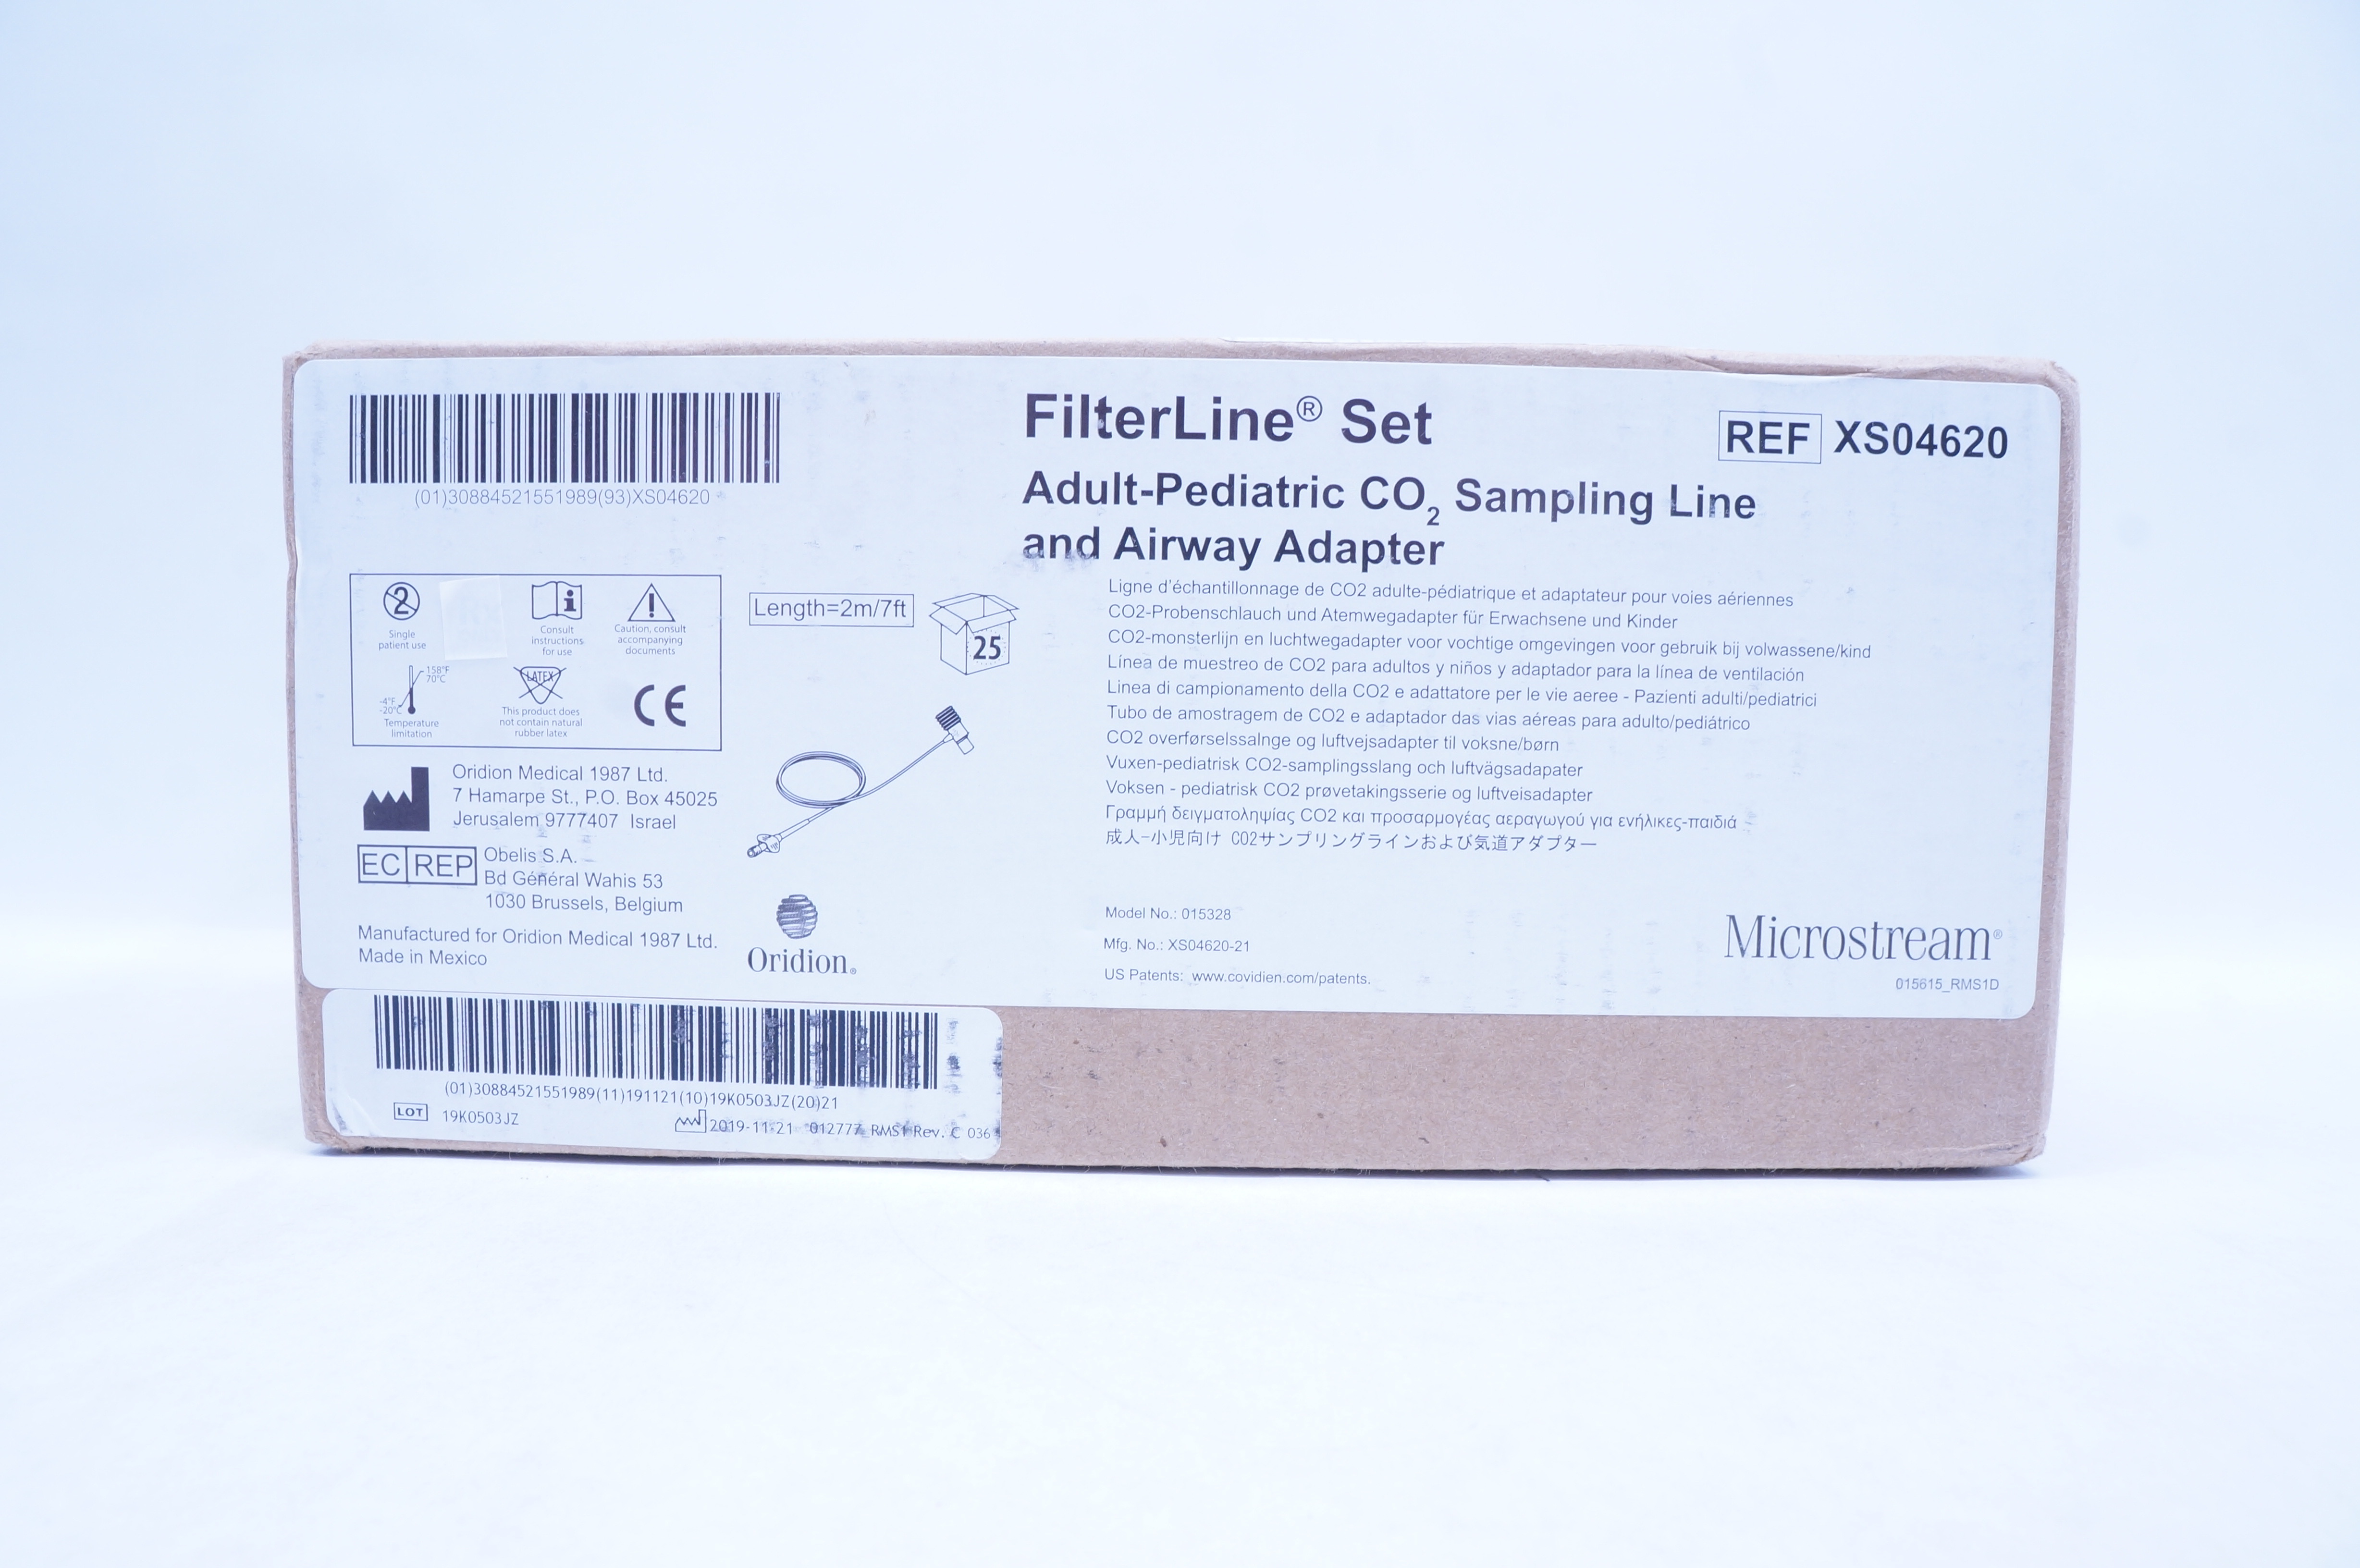 (01)30884521551989(93)XS04620
FilterLine® Set
REF XS04620
Adult-Pediatric CO₂ Sampling Line
and Airway Adapter
2
Single
patient use
Consult
instructions
for use
Caution, consult
accompanying
documents
158°F
70°C
-4°F
-20°C
Temperature
limitation
LATEX
This product does
not contain natural
rubber latex
CE
Length=2m/7ft
25
Ligne d'échantillonnage de CO2 adulte-pédiatrique et adaptateur pour voies aériennes
CO2-Probenschlauch und Atemwegadapter für Erwachsene und Kinder
CO2-monsterlijn en luchtwegadapter voor vochtige omgevingen voor gebruik bij volwassene/kind
Línea de muestreo de CO2 para adultos y niños y adaptador para la línea de ventilación
Linea di campionamento della CO2 e adattatore per le vie aeree - Pazienti adulti/pediatrici
Tubo de amostragem de CO2 e adaptador das vias aéreas para adulto/pediátrico
CO2 overførselssalnge og luftvejsadapter til voksne/børn
Vuxen-pediatrisk CO2-samplingsslang och luftvägsadapater
Voksen - pediatrisk CO2 prøvetakingsserie og luftveisadapter
Γραμμή δειγματοληψίας CO2 και προσαρμογέας αεραγωγού για ενήλικες-παιδιά
成人-小児向け CO2サンプリングラインおよび気道アダプター
Oridion Medical 1987 Ltd.
7 Hamarpe St., P.O. Box 45025
Jerusalem 9777407 Israel
EC REP
Obelis S.A.
Bd Général Wahis 53
1030 Brussels, Belgium
Manufactured for Oridion Medical 1987 Ltd.
Made in Mexico
Oridion®
Model No.: 015328
Mfg. No.: XS04620-21
US Patents: www.covidien.com/patents.
Microstream®
015615_RMS1D
(01)30884521551989(11)191121(10)19K0503JZ(20)21
LOT 19K0503JZ
2019-11-21 012777_RMS1 Rev. C 036